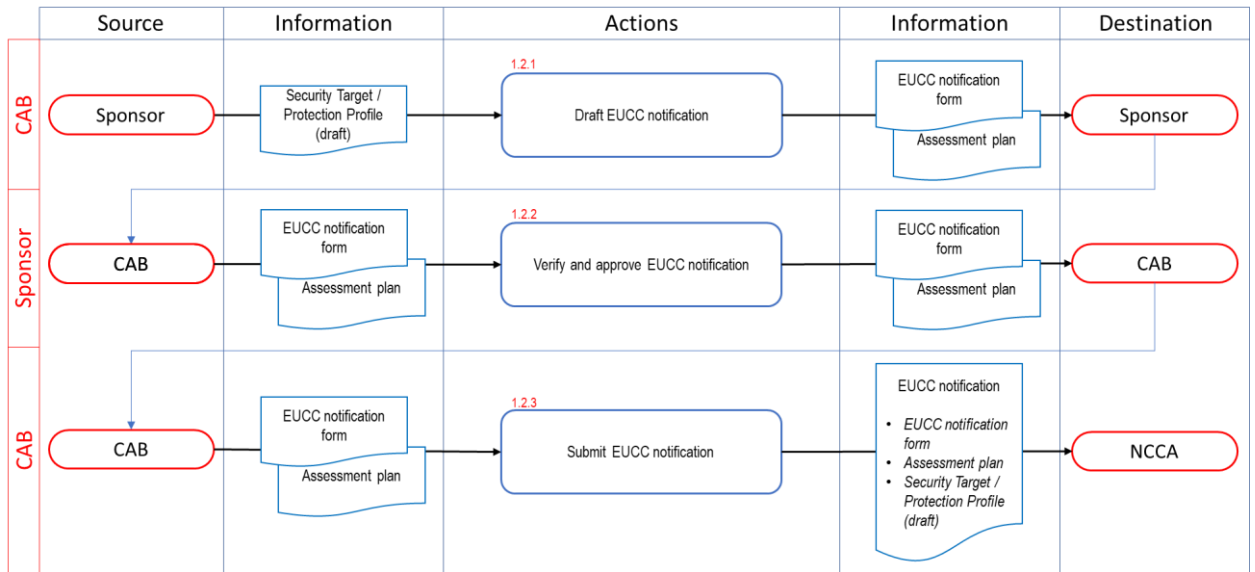 Source
Information
Actions
Information
Destination
CAB
Sponsor
Security Target /
Protection Profile
(draft)
1.2.1
Draft EUCC notification
EUCC notification
form
Assessment plan
Sponsor
Sponsor
CAB
EUCC notification
form
Assessment plan
1.2.2
Verify and approve EUCC notification
EUCC notification
form
Assessment plan
CAB
CAB
CAB
EUCC notification
form
Assessment plan
1.2.3
Submit EUCC notification
EUCC notification
• EUCC notification
form
• Assessment plan
• Security Target /
Protection Profile
(draft)
NCCA